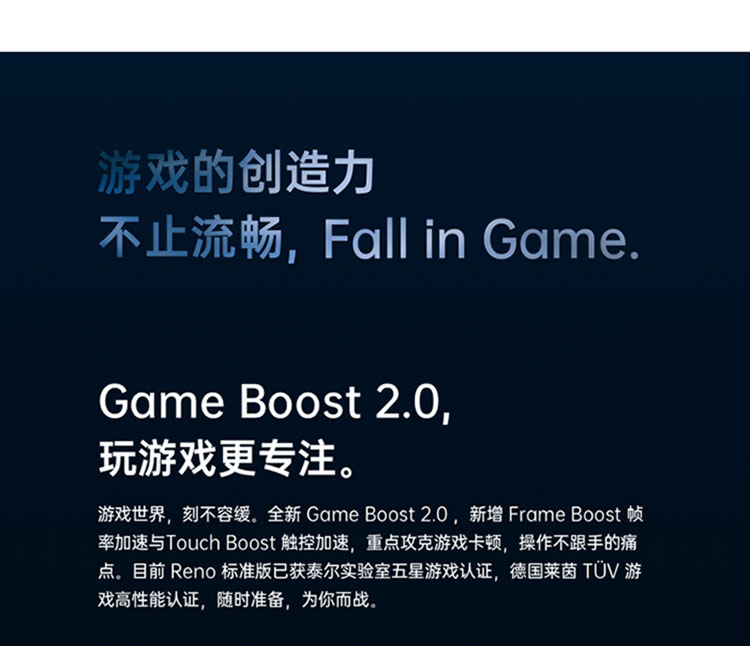 游戏的创造力
不止流畅，Fall in Game.
Game Boost 2.0,
玩游戏更专注。
游戏世界，刻不容缓。全新 Game Boost 2.0 ，新增 Frame Boost 帧
率加速与Touch Boost 触控加速，重点攻克游戏卡顿，操作不跟手的痛
点。目前 Reno 标准版已获泰尔实验室五星游戏认证，德国莱茵 TÜV 游
戏高性能认证，随时准备，为你而战。